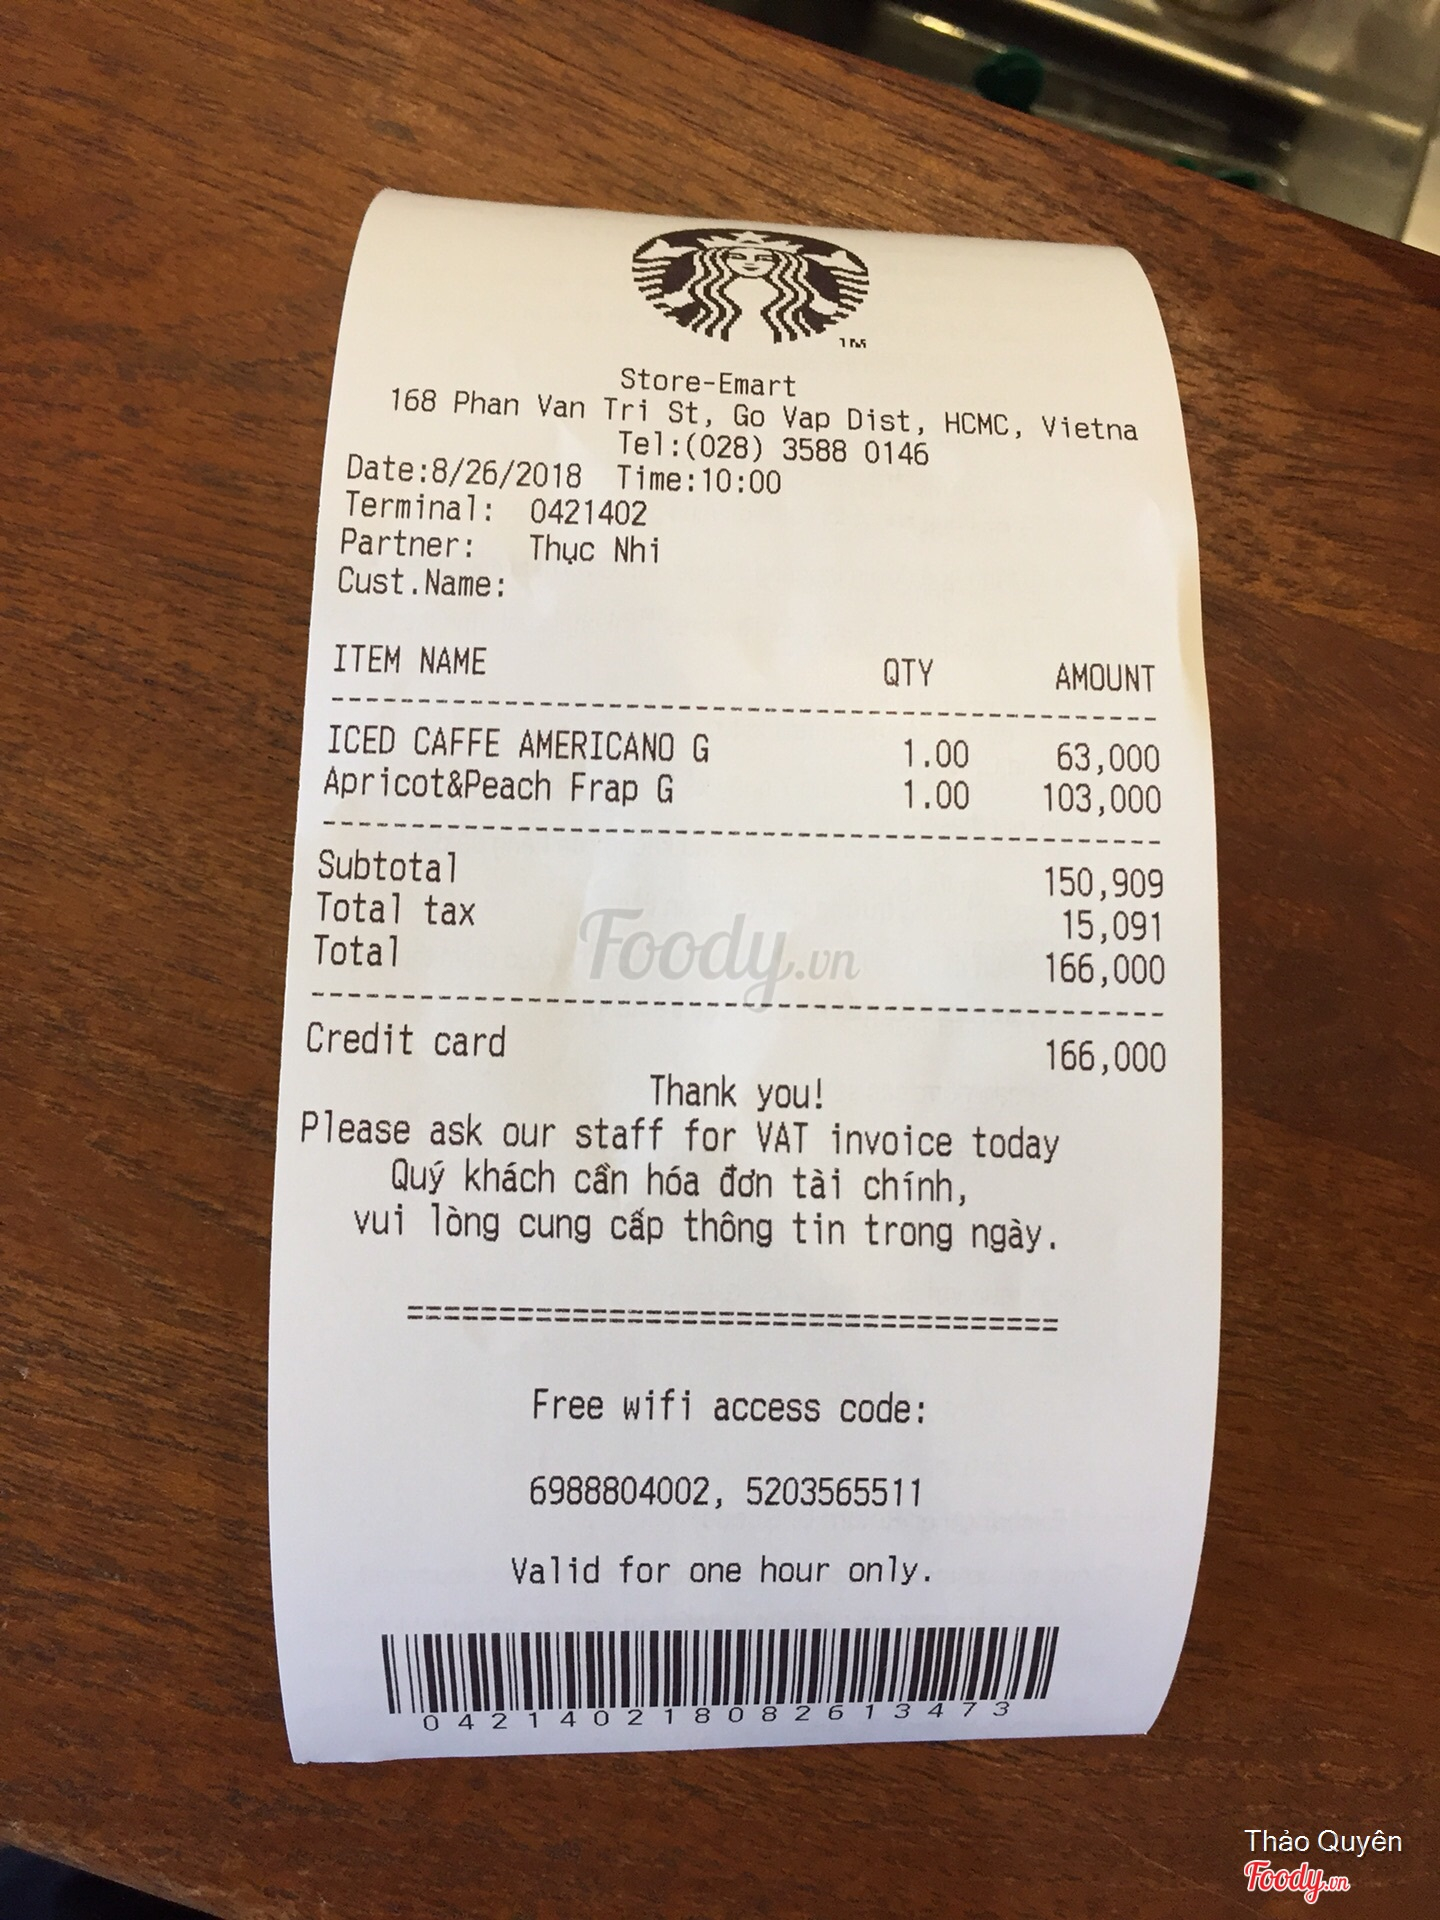 TM
Store-Emart
168 Phan Van Tri St, Go Vap Dist, HCMC, Vietna
Tel:(028) 3588 0146
Date:8/26/2018 Time:10:00
Terminal: 0421402
Partner: Thục Nhi
Cust.Name:
ITEM NAME QTY AMOUNT
ICED CAFFE AMERICANO G 1.00 63,000
Apricot&Peach Frap G 1.00 103,000
Subtotal 150,909
Total tax 15,091
Total 166,000
Foody.vn
Credit card 166,000
Thank you!
Please ask our staff for VAT invoice today
Quý khách cần hóa đơn tài chính,
vui lòng cung cấp thông tin trong ngày.
====================================
Free wifi access code:
6988804002, 5203565511
Valid for one hour only.
042140218082613473
Thảo Quyên
Foody.vn